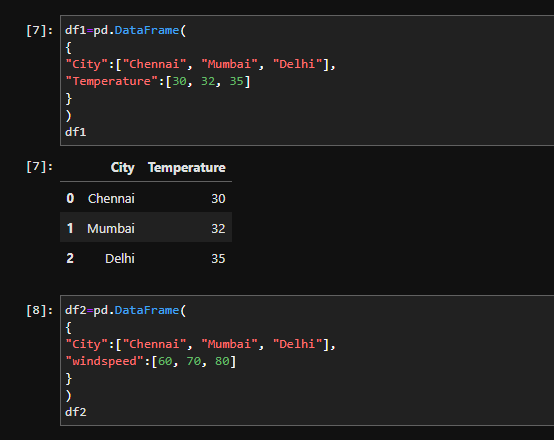 [7]: df1=pd.DataFrame(
{
"City":["Chennai", "Mumbai", "Delhi"],
"Temperature":[30, 32, 35]
}
)
df1
[7]: City Temperature
0 Chennai 30
1 Mumbai 32
2 Delhi 35
[8]: df2=pd.DataFrame(
{
"City":["Chennai", "Mumbai", "Delhi"],
"windspeed":[60, 70, 80]
}
)
df2